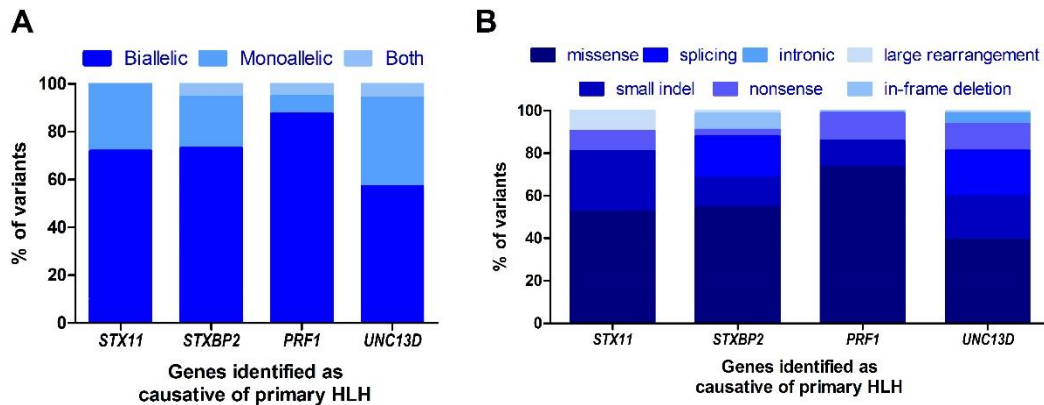 A
Biallelic Monoallelic Both
100
80
60
40
20
0
% of variants
STX11 STXBP2 PRF1 UNC13D
Genes identified as
causative of primary HLH
B
missense splicing intronic large rearrangement
small indel nonsense in-frame deletion
100
80
60
40
20
0
% of variants
STX11 STXBP2 PRF1 UNC13D
Genes identified as
causative of primary HLH